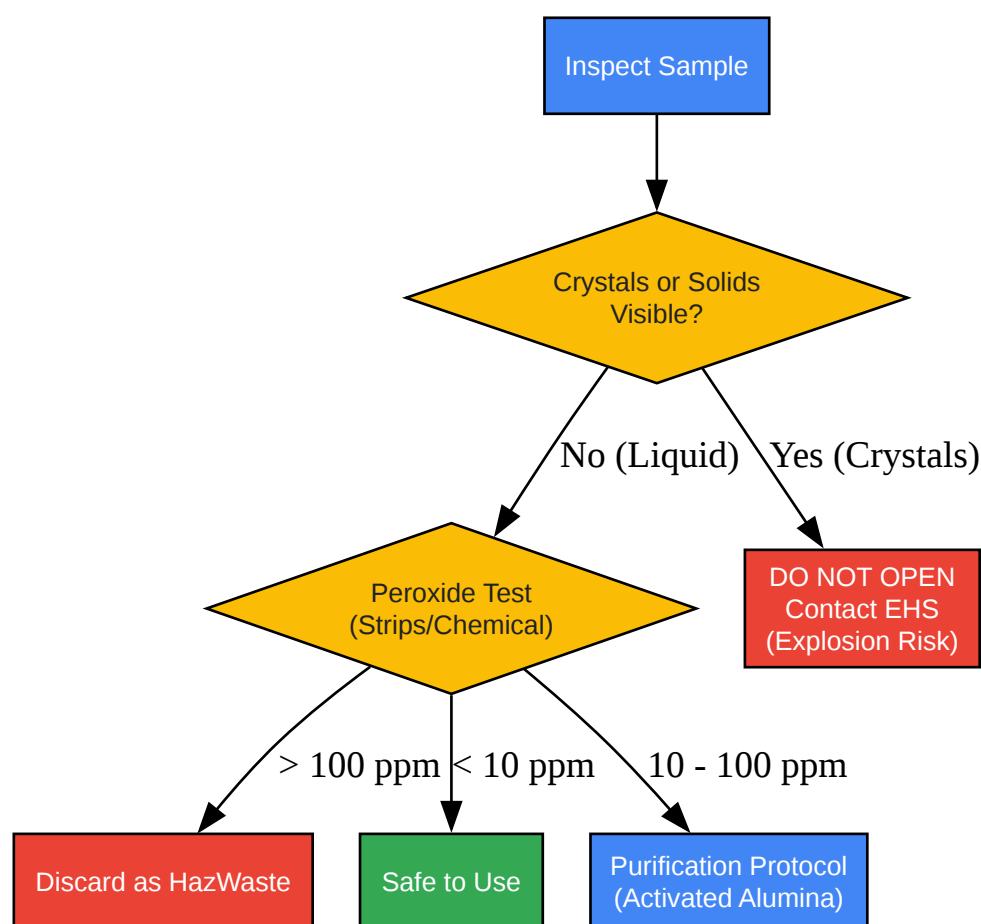 Inspect Sample
Crystals or Solids
Visible?
No (Liquid)
Yes (Crystals)
Peroxide Test
(Strips/Chemical)
DO NOT OPEN
Contact EHS
(Explosion Risk)
> 100 ppm
< 10 ppm
10 - 100 ppm
Discard as HazWaste
Safe to Use
Purification Protocol
(Activated Alumina)